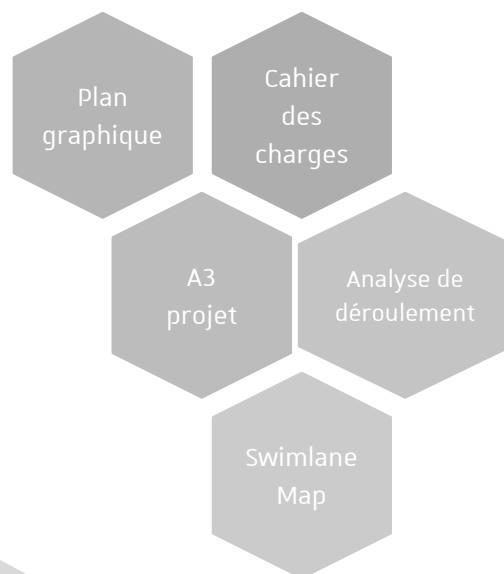 Plan
graphique
Cahier
des
charges
A3
projet
Analyse de
déroulement
Swimlane
Map